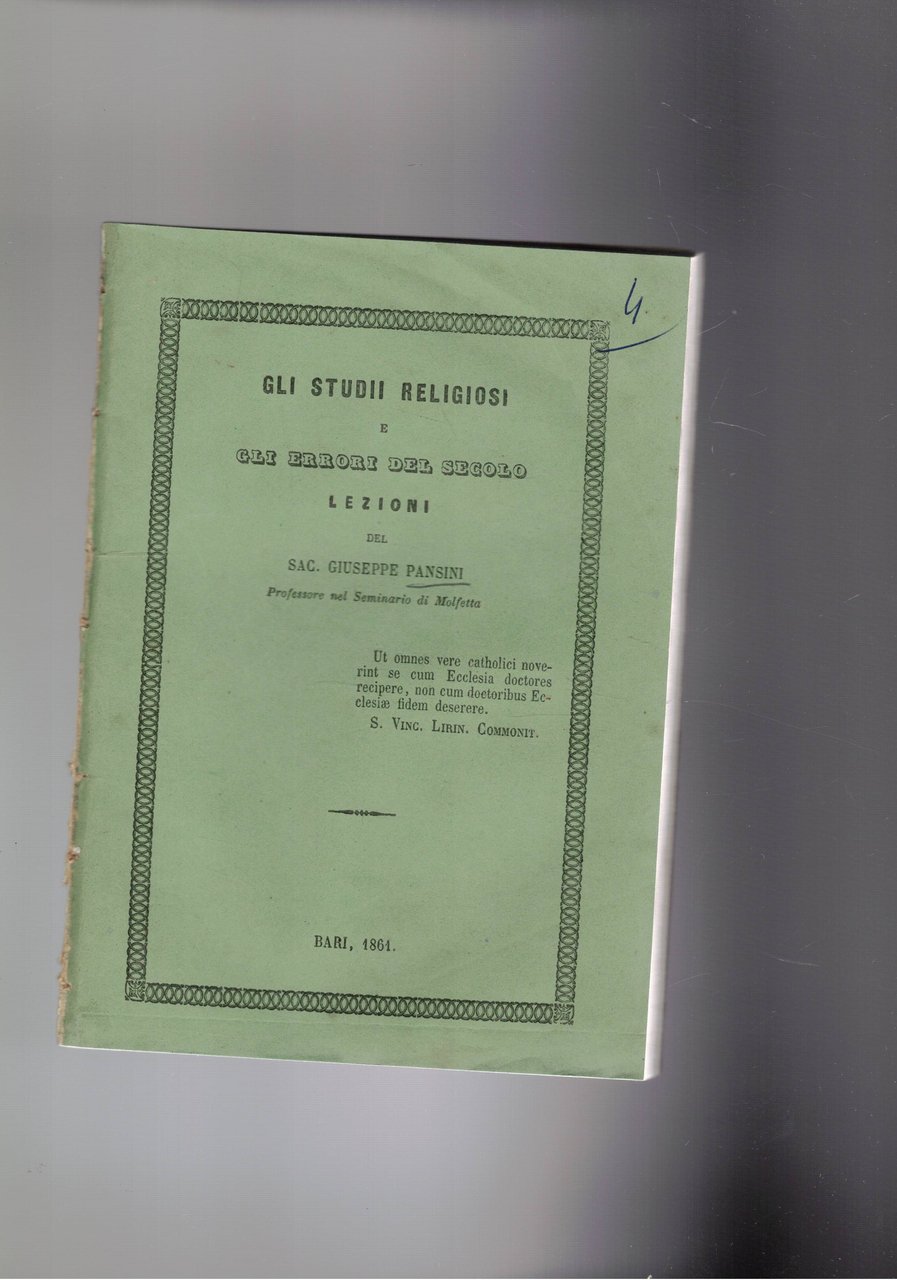 4.
GLI STUDII RELIGIOSI
E
GLI ERRORI DEL SECOLO
LEZIONI
DEL
SAC. GIUSEPPE PANSINI
Professore nel Seminario di Molfetta
Ut omnes vere catholici nove-
rint se cum Ecclesia doctores
recipere, non cum doctoribus Ec-
clesiæ fidem deserere.
S. VINC. LIRIN. COMMONIT.
BARI, 1861.